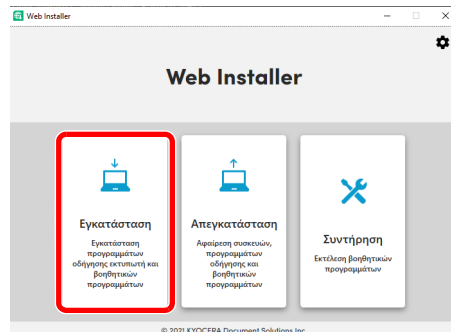 Web Installer
Web Installer
Εγκατάσταση
Εγκατάσταση
προγραμμάτων
οδήγησης εκτυπωτή και
βοηθητικών
προγραμμάτων
Απεγκατάσταση
Αφαίρεση συσκευών,
προγραμμάτων
οδήγησης και
βοηθητικών
προγραμμάτων
Συντήρηση
Εκτέλεση βοηθητικών
προγραμμάτων
© 2021 KYOCERA Document Solutions Inc.